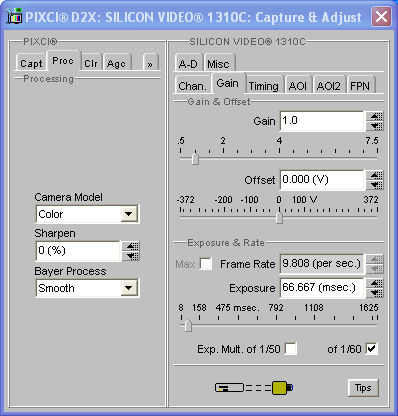 PIXCI® D2X: SILICON VIDEO® 1310C: Capture & Adjust
PIXCI®
Capt Proc Clr Agc »
Processing
Camera Model
Color
Sharpen
0 (%)
Bayer Process
Smooth
SILICON VIDEO® 1310C
A-D Misc
Chan. Gain Timing AOI AOI2 FPN
Gain & Offset
Gain 1.0
.5 2 4 7.5
Offset 0.000 (V)
-372 -200 -100 0 100 V 372
Exposure & Rate
Max Frame Rate 9.808 (per sec.)
Exposure 66.667 (msec.)
8 158 475 msec. 792 1108 1625
Exp. Mult. of 1/50 of 1/60
Tips